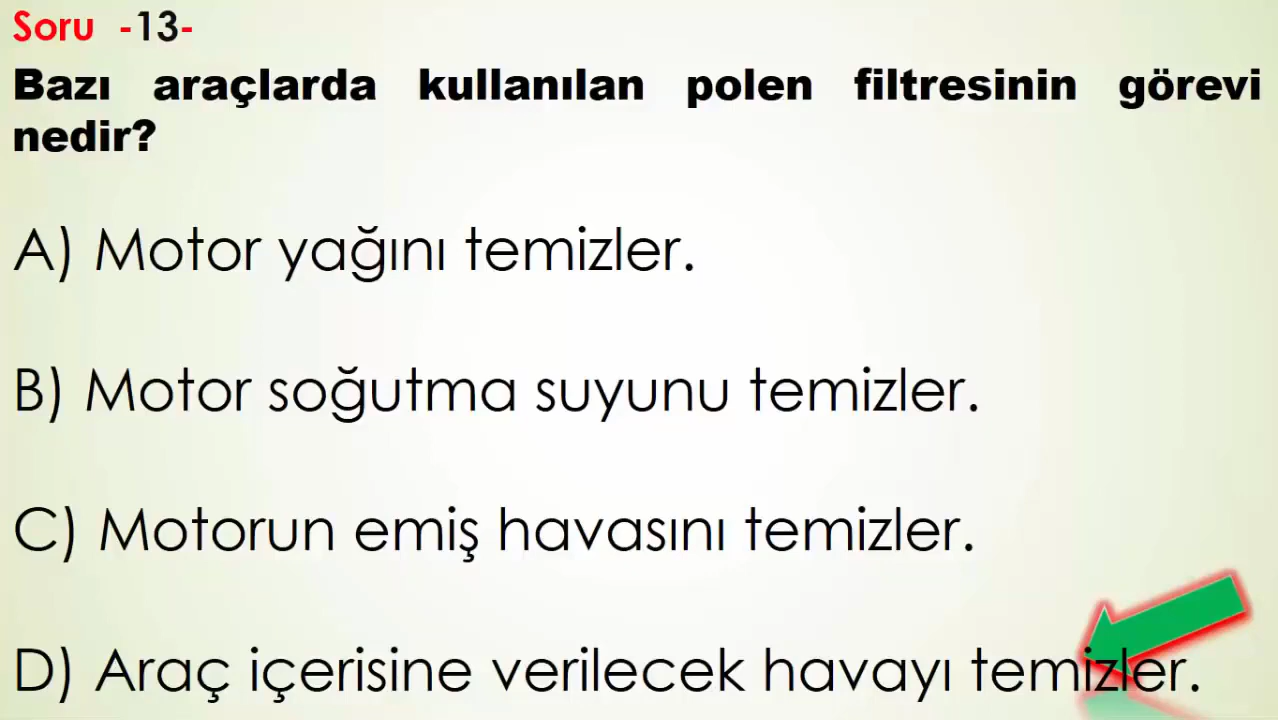 Soru -13-
Bazı araçlarda kullanılan polen filtresinin görevi
nedir?
A) Motor yağını temizler.
B) Motor soğutma suyunu temizler.
C) Motorun emiş havasını temizler.
D) Araç içerisine verilecek havayı temizler.